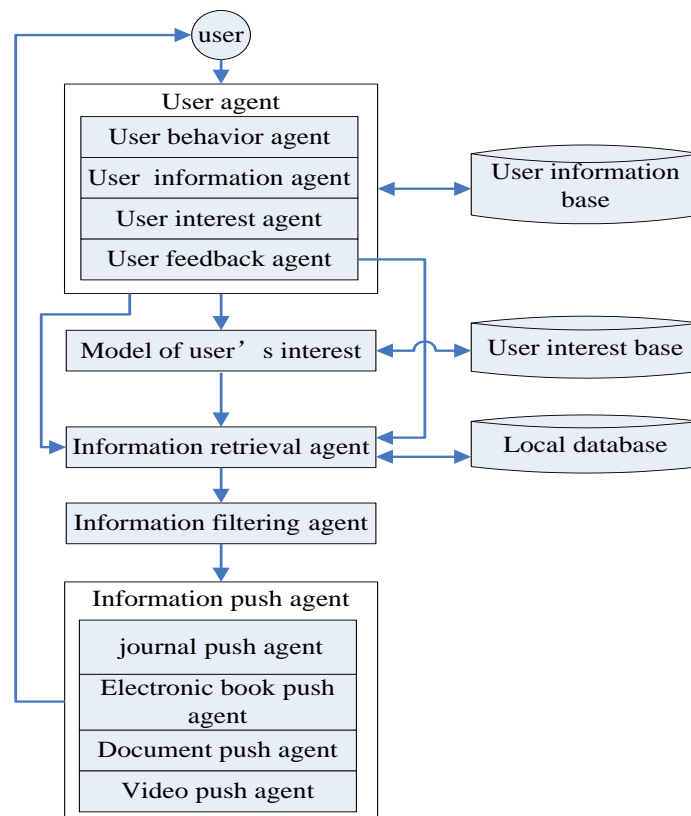 user
User agent
User behavior agent
User information agent
User interest agent
User feedback agent
User information
base
Model of user’s interest
User interest base
Information retrieval agent
Local database
Information filtering agent
Information push agent
journal push agent
Electronic book push
agent
Document push agent
Video push agent